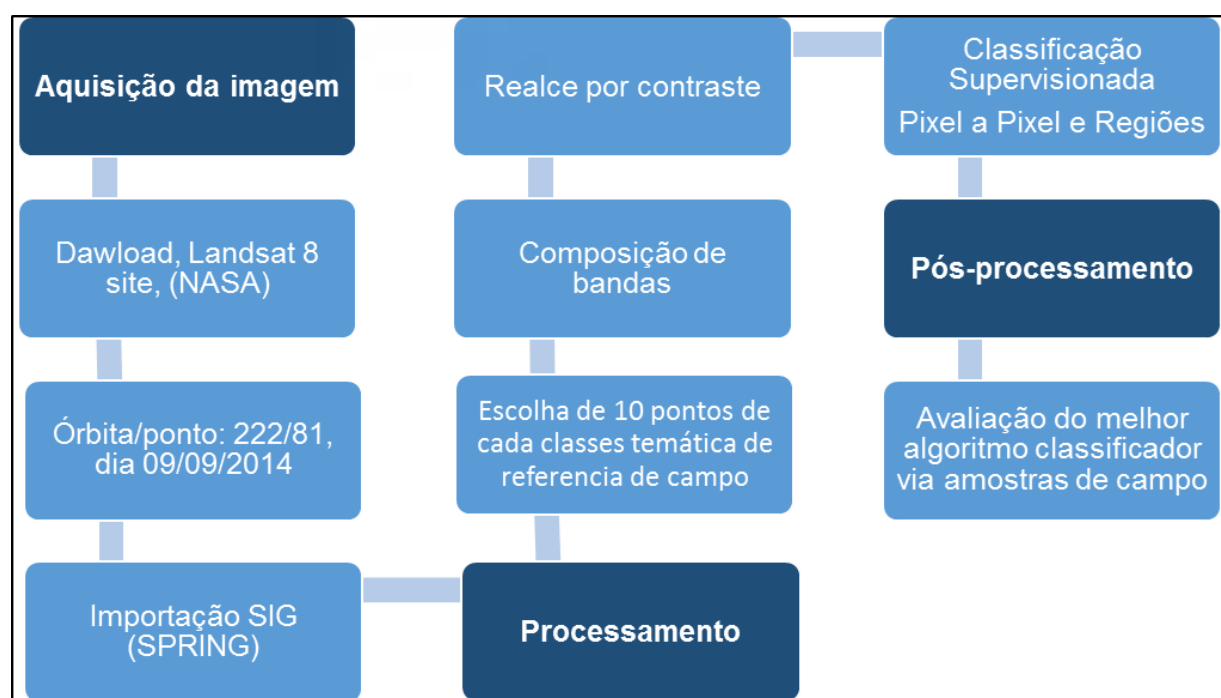 Aquisição da imagem
Dawload, Landsat 8
site, (NASA)
Órbita/ponto: 222/81,
dia 09/09/2014
Importação SIG
(SPRING)
Processamento
Escolha de 10 pontos de
cada classes temática de
referencia de campo
Composição de
bandas
Realce por contraste
Classificação
Supervisionada
Pixel a Pixel e Regiões
Pós-processamento
Avaliação do melhor
algoritmo classificador
via amostras de campo